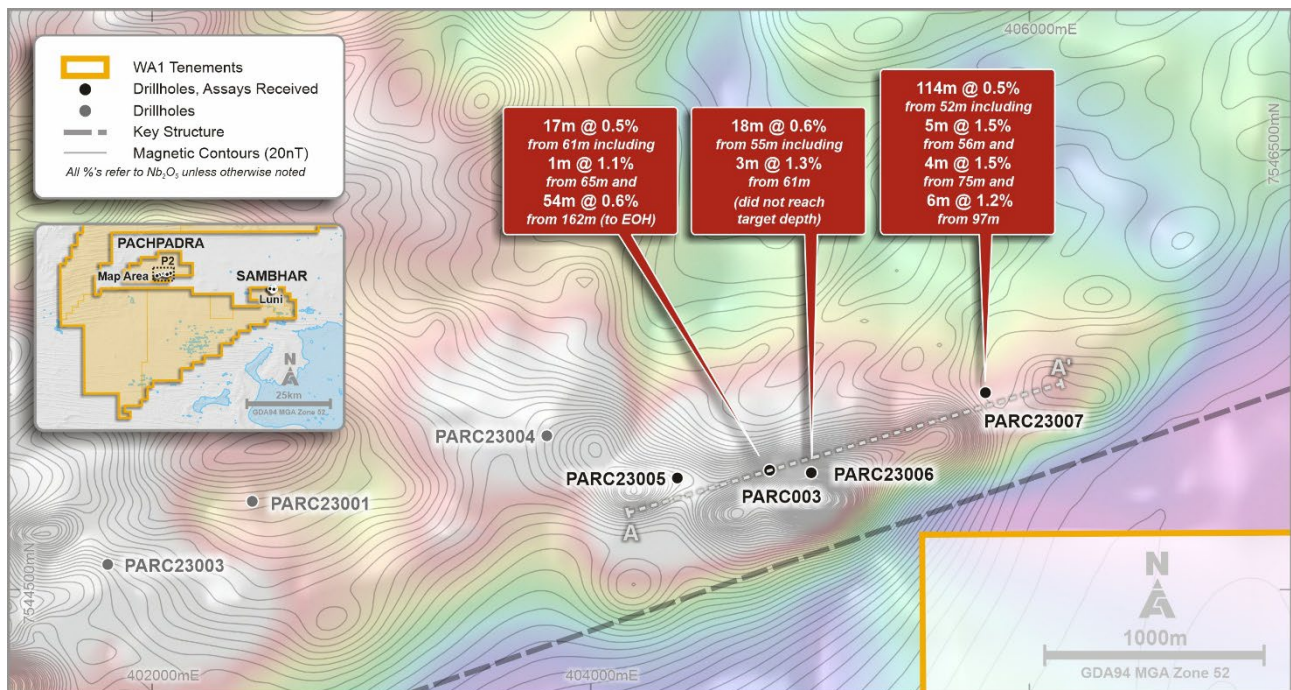 406000mE
7546500mN
WA1 Tenements
Drillholes, Assays Received
Drillholes
Key Structure
Magnetic Contours (20nT)
All %'s refer to Nb₂O₅ unless otherwise noted
17m @ 0.5%
from 61m including
1m @ 1.1%
from 65m and
54m @ 0.6%
from 162m (to EOH)
18m @ 0.6%
from 55m including
3m @ 1.3%
from 61m
(did not reach
target depth)
114m @ 0.5%
from 52m including
5m @ 1.5%
from 56m and
4m @ 1.5%
from 75m and
6m @ 1.2%
from 97m
PACHPADRA
P2
Map Area
SAMBHAR
Luni
N
25km
GDA94 MGA Zone 52
A'
PARC23007
PARC23004
PARC23005
PARC003
PARC23006
A
PARC23001
PARC23003
7544500mN
N
1000m
GDA94 MGA Zone 52
402000mE
404000mE